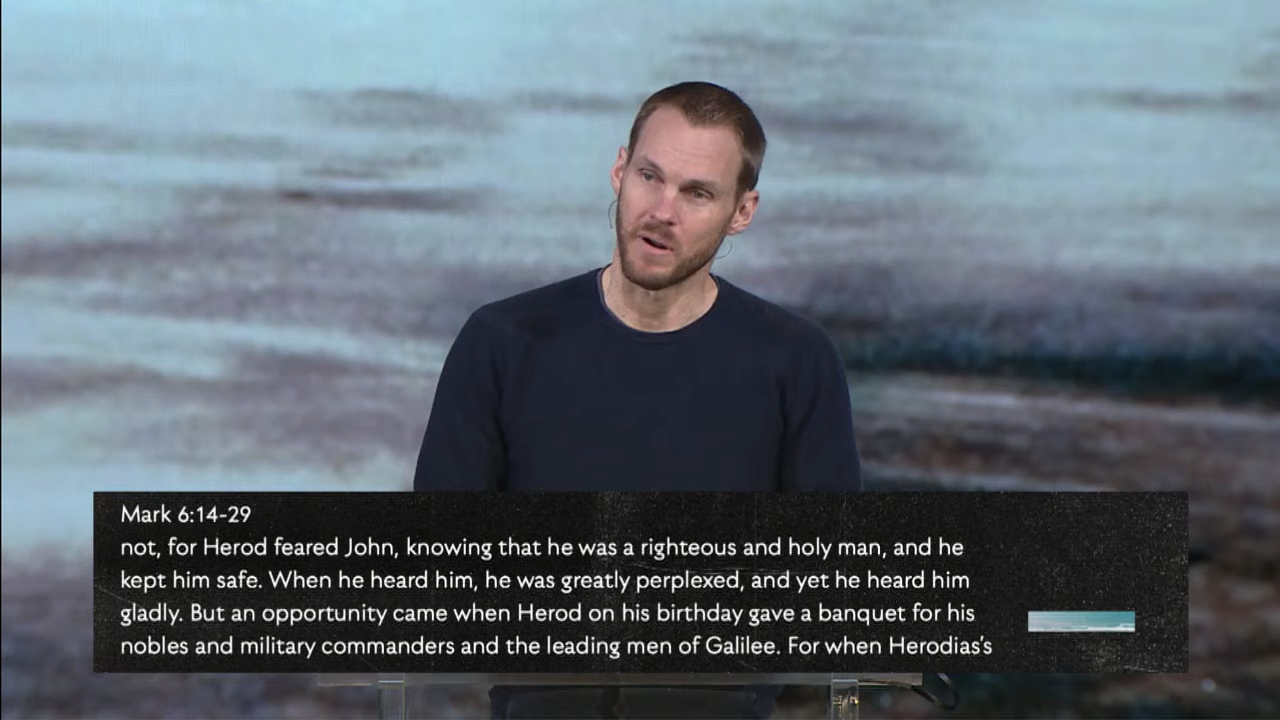 Mark 6:14-29
not, for Herod feared John, knowing that he was a righteous and holy man, and he
kept him safe. When he heard him, he was greatly perplexed, and yet he heard him
gladly. But an opportunity came when Herod on his birthday gave a banquet for his
nobles and military commanders and the leading men of Galilee. For when Herodias’s